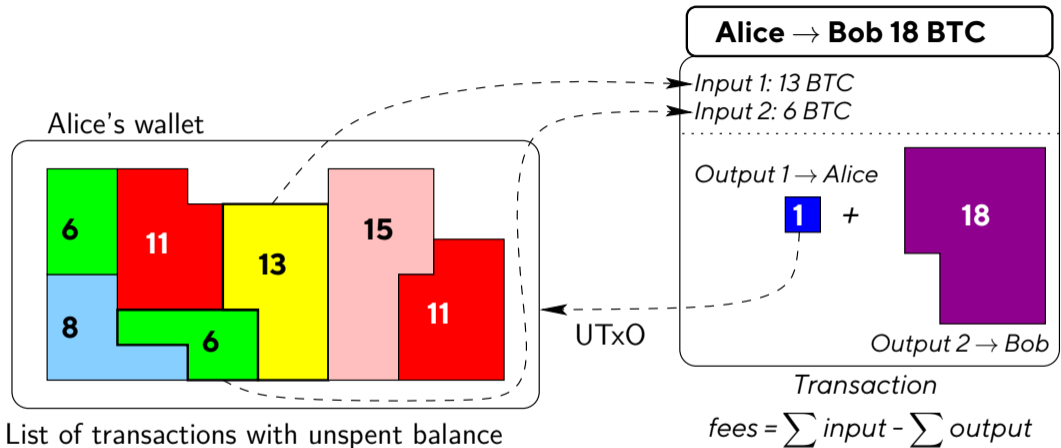 Alice's wallet
6
11
13
15
8
6
11
List of transactions with unspent balance
UTxO
Alice → Bob 18 BTC
Input 1: 13 BTC
Input 2: 6 BTC
Output 1 → Alice
1 + 18
Output 2 → Bob
Transaction
fees = ∑ input - ∑ output